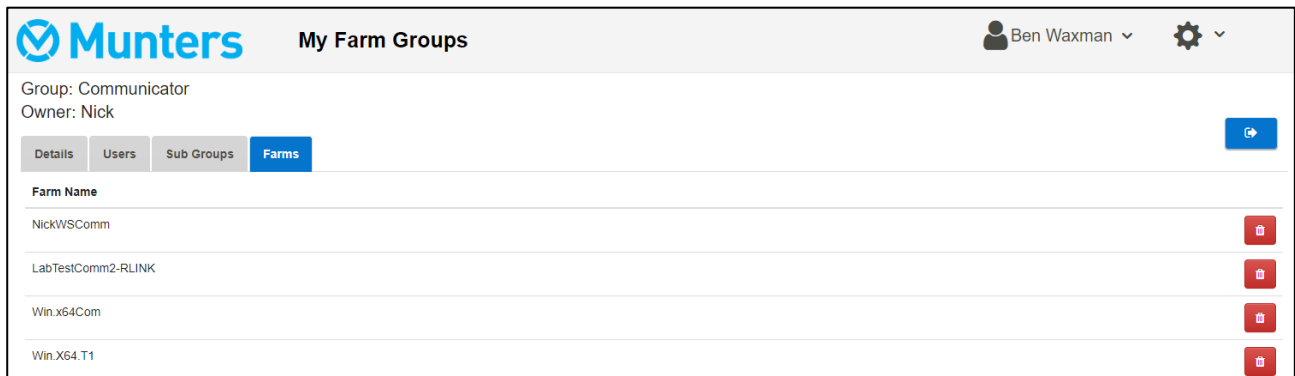 Munters My Farm Groups Ben Waxman
Group: Communicator
Owner: Nick
Details Users Sub Groups Farms
Farm Name
NickWSComm
LabTestComm2-RLINK
Win.x64Com
Win.X64.T1